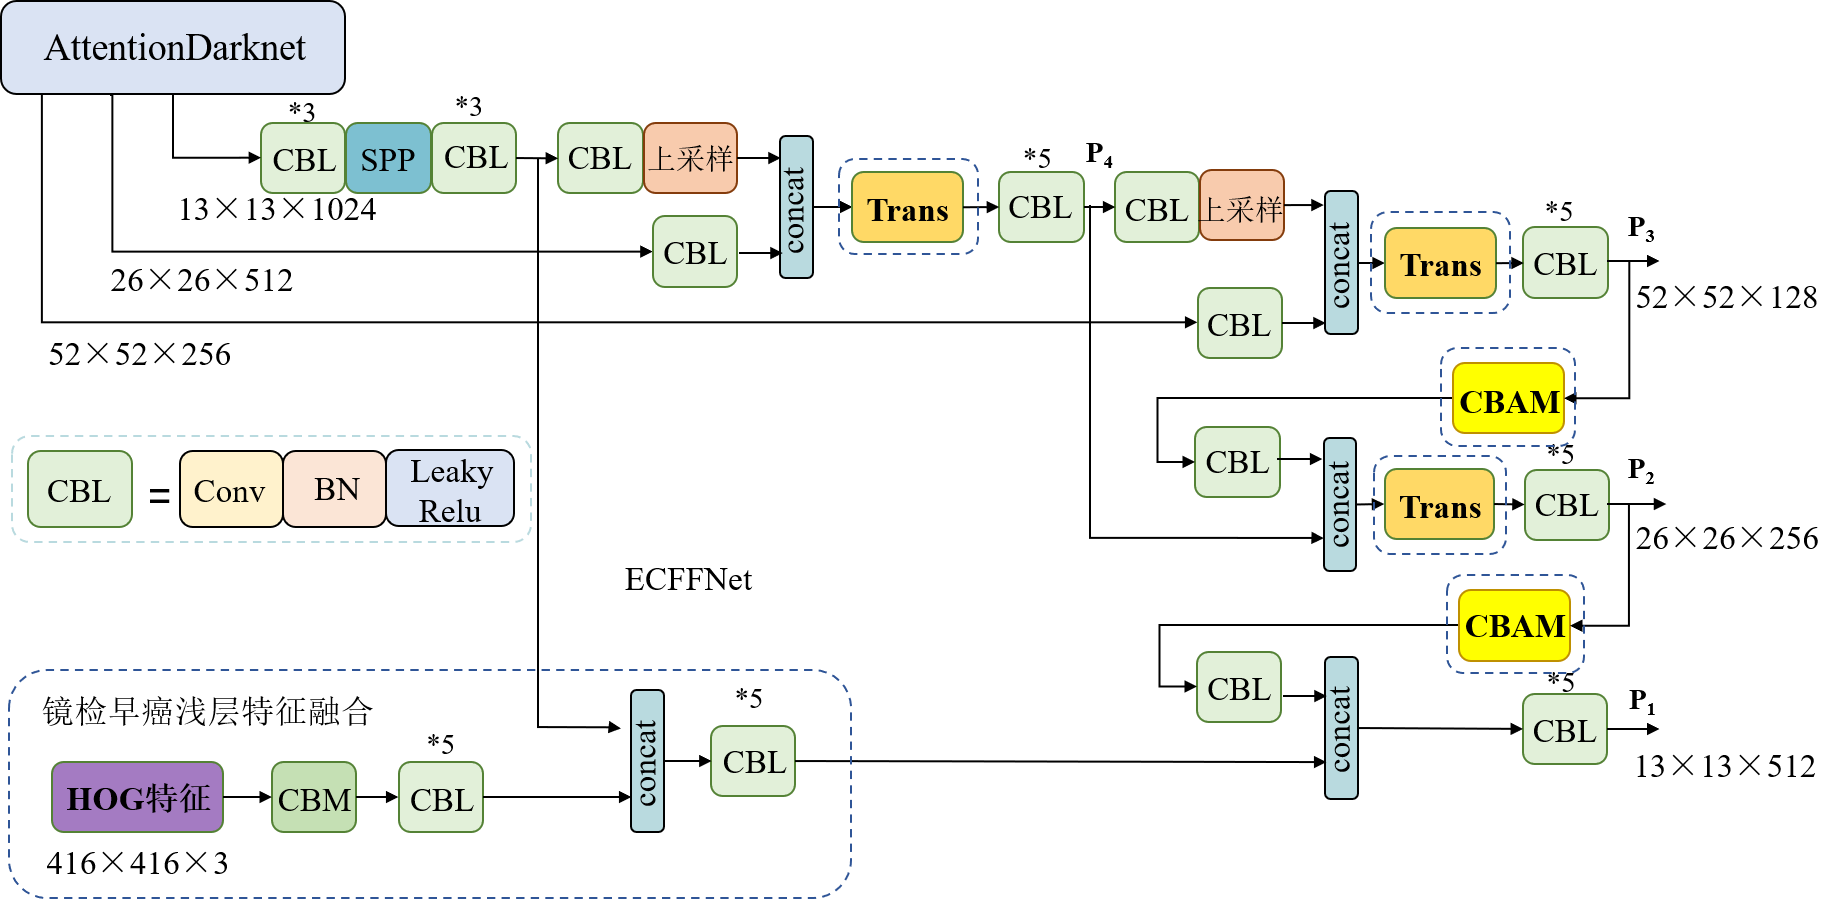 AttentionDarknet
*3
*3
CBL
SPP
CBL
CBL
上采样
concat
Trans
*5
CBL
P4
CBL
上采样
concat
Trans
*5
CBL
P3
13×13×1024
CBL
26×26×512
52×52×128
CBL
52×52×256
CBAM
CBL
=
Conv
BN
Leaky
Relu
CBL
concat
Trans
*5
CBL
P2
26×26×256
ECFFNet
CBAM
CBL
concat
*5
CBL
P1
13×13×512
镜检早癌浅层特征融合
HOG特征
CBM
*5
CBL
concat
*5
CBL
416×416×3